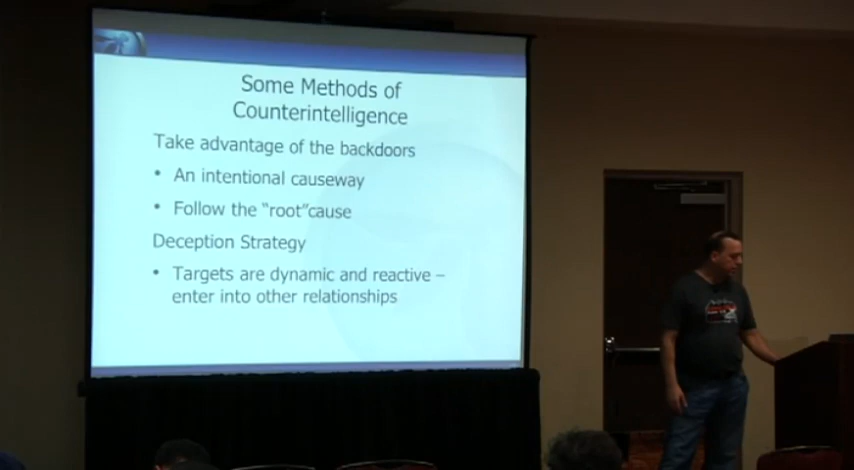 Some Methods of
Counterintelligence
Take advantage of the backdoors
• An intentional causeway
• Follow the “root”cause
Deception Strategy
• Targets are dynamic and reactive –
enter into other relationships